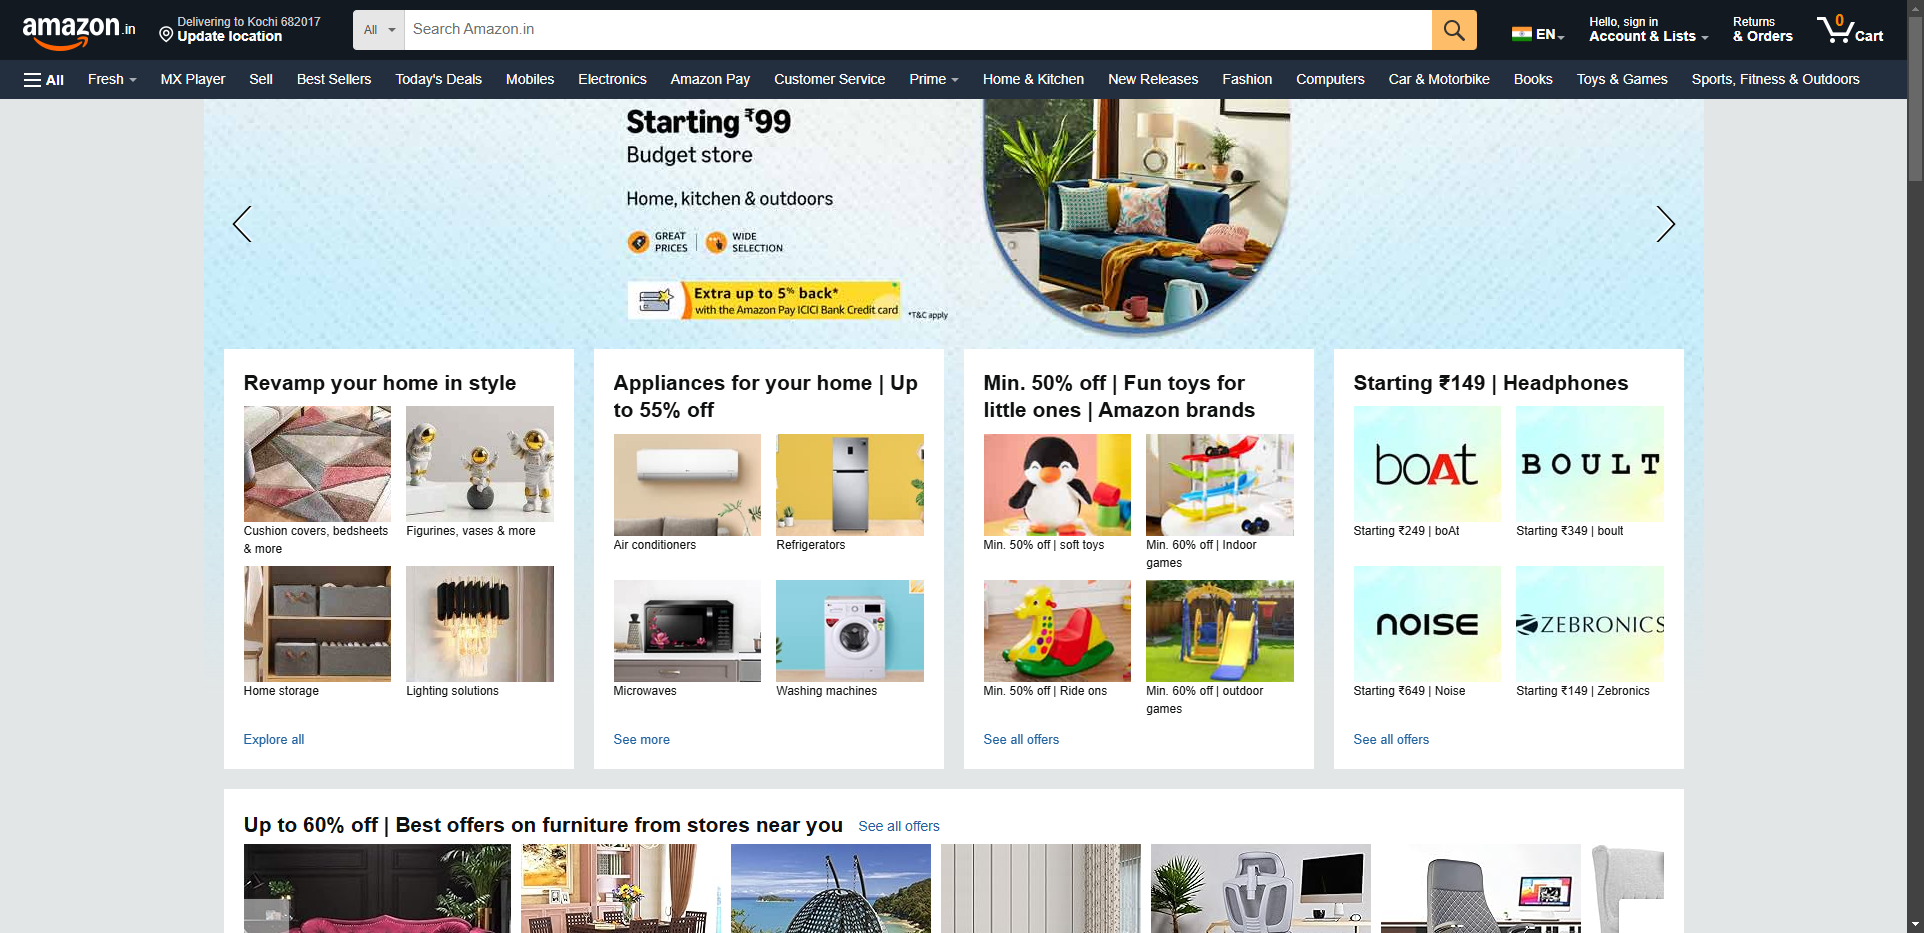 amazon.in
Delivering to Kochi 682017
Update location
All
Search Amazon.in
EN
Hello, sign in
Account & Lists
Returns
& Orders
0
Cart
All
Fresh
MX Player
Sell
Best Sellers
Today's Deals
Mobiles
Electronics
Amazon Pay
Customer Service
Prime
Home & Kitchen
New Releases
Fashion
Computers
Car & Motorbike
Books
Toys & Games
Sports, Fitness & Outdoors
Starting ₹99
Budget store
Home, kitchen & outdoors
GREAT
PRICES
WIDE
SELECTION
Extra up to 5% back*
with the Amazon Pay ICICI Bank Credit card
*T&C apply
Revamp your home in style
Cushion covers, bedsheets
& more
Figurines, vases & more
Home storage
Lighting solutions
Explore all
Appliances for your home | Up
to 55% off
Air conditioners
Refrigerators
Microwaves
Washing machines
See more
Min. 50% off | Fun toys for
little ones | Amazon brands
Min. 50% off | soft toys
Min. 60% off | Indoor
games
Min. 50% off | Ride ons
Min. 60% off | outdoor
games
See all offers
Starting ₹149 | Headphones
boAt
BOULT
Starting ₹249 | boAt
Starting ₹349 | boult
noise
ZEBRONICS
Starting ₹649 | Noise
Starting ₹149 | Zebronics
See all offers
Up to 60% off | Best offers on furniture from stores near you
See all offers